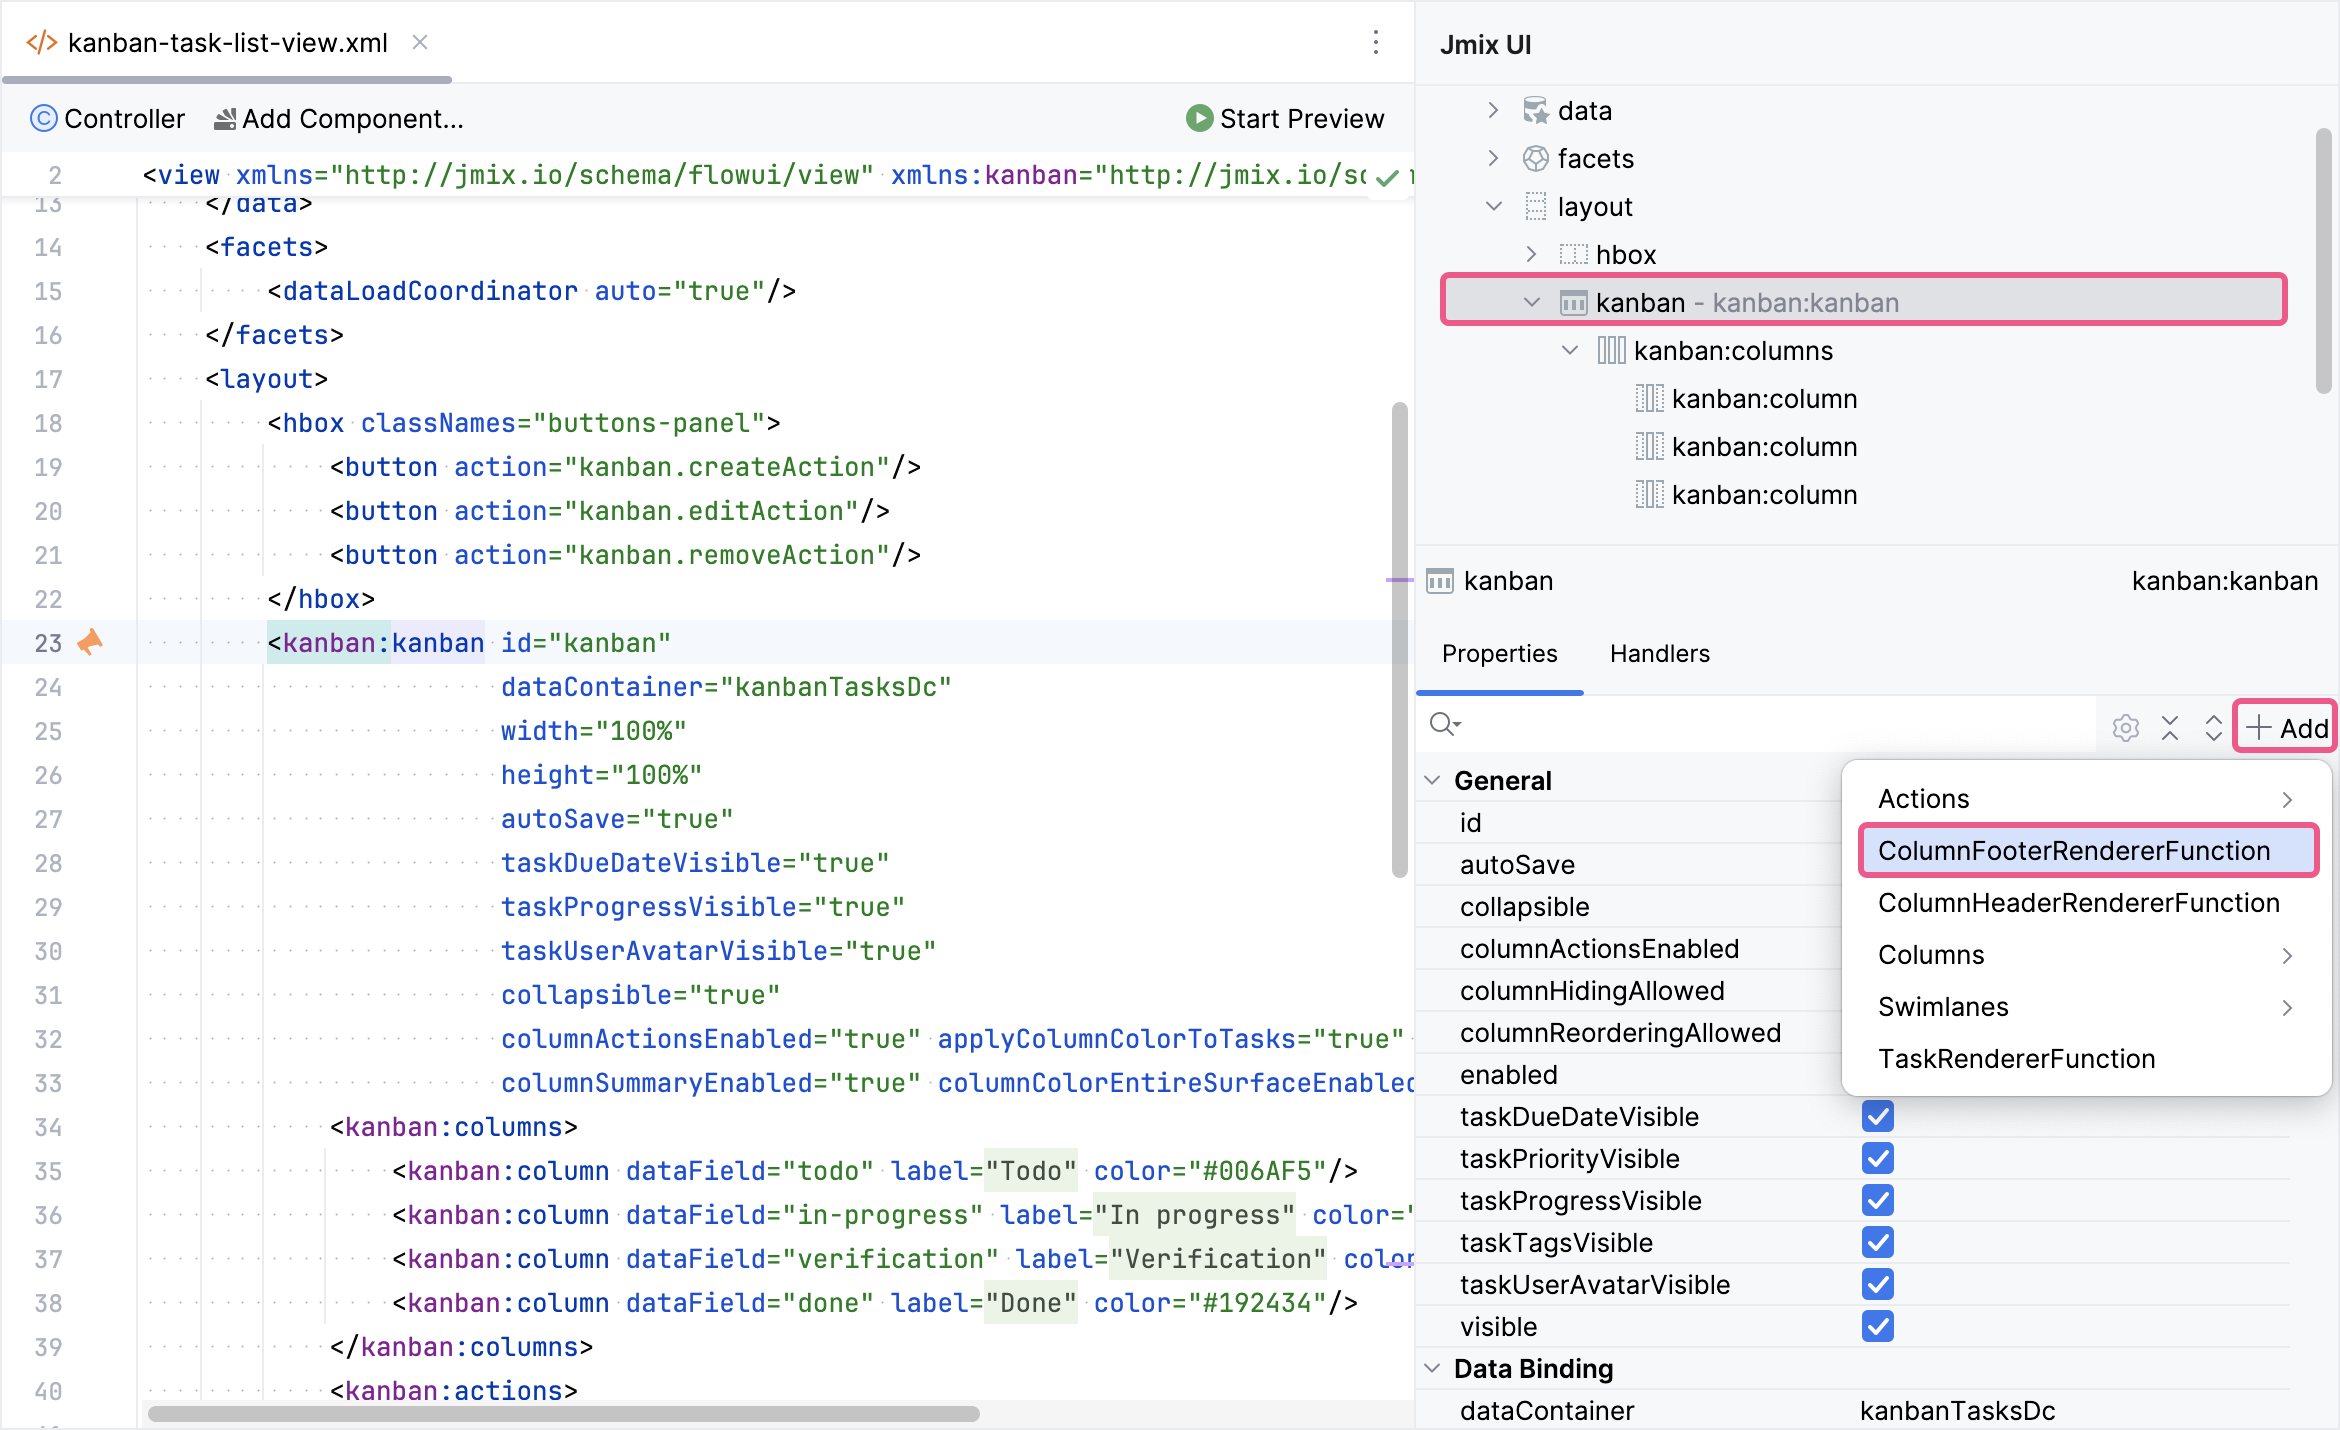 kanban-task-list-view.xml
Controller
Add Component...
Start Preview
2 <view xmlns="http://jmix.io/schema/flowui/view" xmlns:kanban="http://jmix.io/sc
13 </data>
14 <facets>
15 <dataLoadCoordinator auto="true"/>
16 </facets>
17 <layout>
18 <hbox classNames="buttons-panel">
19 <button action="kanban.createAction"/>
20 <button action="kanban.editAction"/>
21 <button action="kanban.removeAction"/>
22 </hbox>
23 <kanban:kanban id="kanban"
24 dataContainer="kanbanTasksDc"
25 width="100%"
26 height="100%"
27 autoSave="true"
28 taskDueDateVisible="true"
29 taskProgressVisible="true"
30 taskUserAvatarVisible="true"
31 collapsible="true"
32 columnActionsEnabled="true" applyColumnColorToTasks="true"
33 columnSummaryEnabled="true" columnColorEntireSurfaceEnabled
34 <kanban:columns>
35 <kanban:column dataField="todo" label="Todo" color="#006AF5"/>
36 <kanban:column dataField="in-progress" label="In progress" color="
37 <kanban:column dataField="verification" label="Verification" color
38 <kanban:column dataField="done" label="Done" color="#192434"/>
39 </kanban:columns>
40 <kanban:actions>
Jmix UI
data
facets
layout
hbox
kanban - kanban:kanban
kanban:columns
kanban:column
kanban:column
kanban:column
kanban kanban:kanban
Properties Handlers
Add
General
id
autoSave
collapsible
columnActionsEnabled
columnHidingAllowed
columnReorderingAllowed
enabled
taskDueDateVisible
taskPriorityVisible
taskProgressVisible
taskTagsVisible
taskUserAvatarVisible
visible
Data Binding
dataContainer kanbanTasksDc
Actions
ColumnFooterRendererFunction
ColumnHeaderRendererFunction
Columns
Swimlanes
TaskRendererFunction